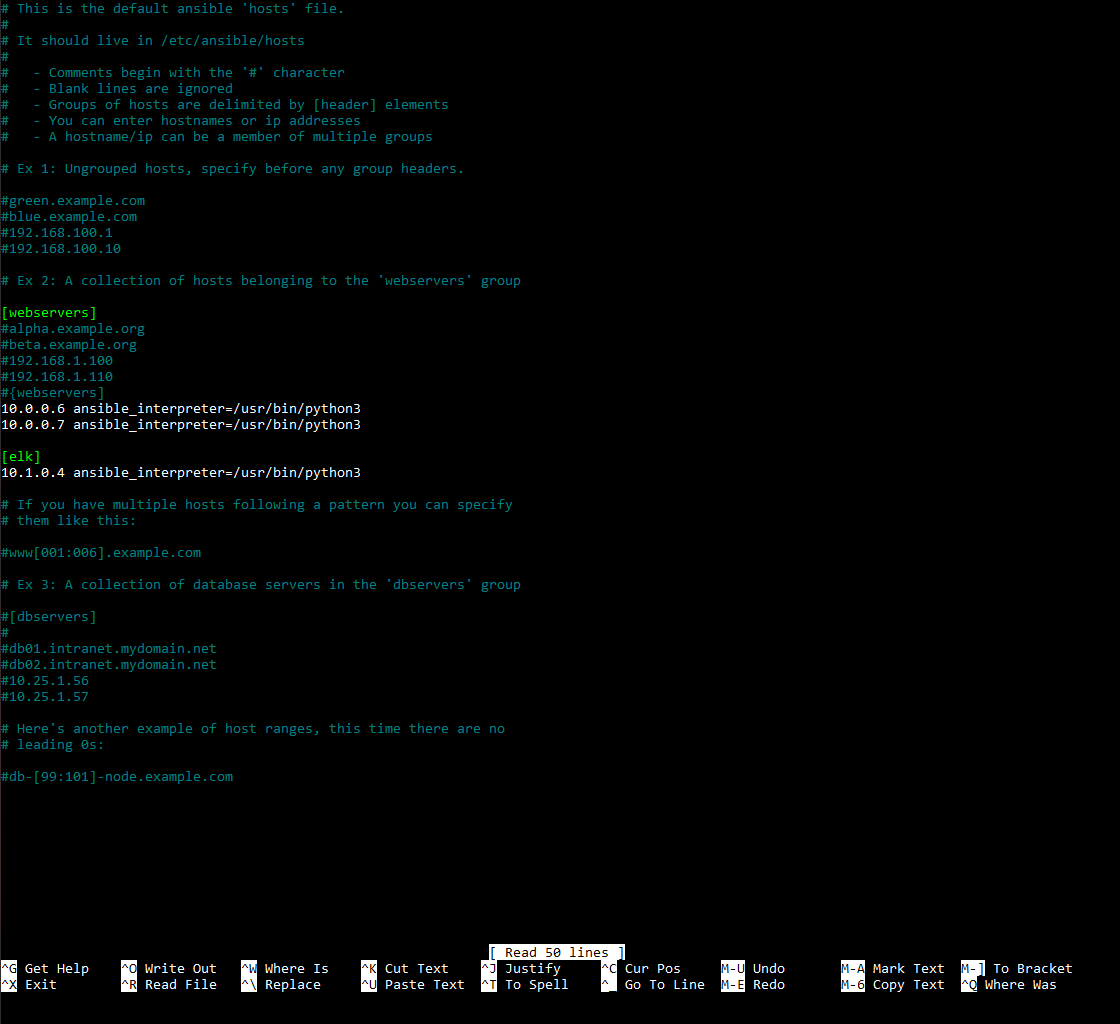 # This is the default ansible 'hosts' file.
#
# It should live in /etc/ansible/hosts
#
#   - Comments begin with the '#' character
#   - Blank lines are ignored
#   - Groups of hosts are delimited by [header] elements
#   - You can enter hostnames or ip addresses
#   - A hostname/ip can be a member of multiple groups

# Ex 1: Ungrouped hosts, specify before any group headers.

#green.example.com
#blue.example.com
#192.168.100.1
#192.168.100.10

# Ex 2: A collection of hosts belonging to the 'webservers' group

[webservers]
#alpha.example.org
#beta.example.org
#192.168.1.100
#192.168.1.110
#{webservers]
10.0.0.6 ansible_interpreter=/usr/bin/python3
10.0.0.7 ansible_interpreter=/usr/bin/python3

[elk]
10.1.0.4 ansible_interpreter=/usr/bin/python3

# If you have multiple hosts following a pattern you can specify
# them like this:

#www[001:006].example.com

# Ex 3: A collection of database servers in the 'dbservers' group

#[dbservers]
#
#db01.intranet.mydomain.net
#db02.intranet.mydomain.net
#10.25.1.56
#10.25.1.57

# Here's another example of host ranges, this time there are no
# leading 0s:

#db-[99:101]-node.example.com

[ Read 50 lines ]
^G Get Help ^O Write Out ^W Where Is ^K Cut Text ^J Justify ^C Cur Pos M-U Undo M-A Mark Text M-] To Bracket
^X Exit ^R Read File ^\ Replace ^U Paste Text ^T To Spell ^_ Go To Line M-E Redo M-6 Copy Text ^Q Where Was